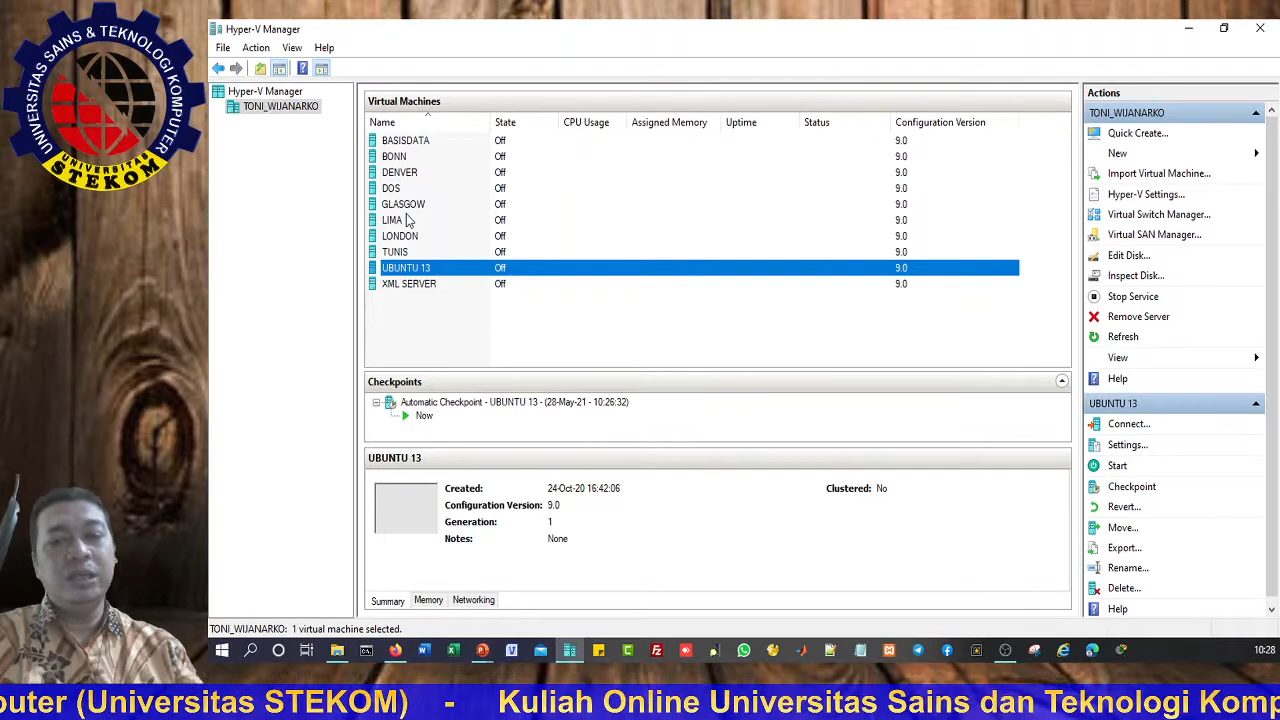 UNIVERSITAS SAINS & TEKNOLOGI KOMPUTER
UNIVERSITAS
STEKOM
Hyper-V Manager
File Action View Help
Hyper-V Manager
TONI_WIJANARKO
Virtual Machines
Name State CPU Usage Assigned Memory Uptime Status Configuration Version
BASISDATA Off 9.0
BONN Off 9.0
DENVER Off 9.0
DOS Off 9.0
GLASGOW Off 9.0
LIMA Off 9.0
LONDON Off 9.0
TUNIS Off 9.0
UBUNTU 13 Off 9.0
XML SERVER Off 9.0
Checkpoints
Automatic Checkpoint - UBUNTU 13 - (28-May-21 - 10:26:32)
Now
UBUNTU 13
Created: 24-Oct-20 16:42:06 Clustered: No
Configuration Version: 9.0
Generation: 1
Notes: None
Summary Memory Networking
Actions
TONI_WIJANARKO
Quick Create...
New
Import Virtual Machine...
Hyper-V Settings...
Virtual Switch Manager...
Virtual SAN Manager...
Edit Disk...
Inspect Disk...
Stop Service
Remove Server
Refresh
View
Help
UBUNTU 13
Connect...
Settings...
Start
Checkpoint
Revert...
Move...
Export...
Rename...
Delete...
Help
TONI_WIJANARKO: 1 virtual machine selected.
10:28
puter (Universitas STEKOM) - Kuliah Online Universitas Sains dan Teknologi Komp